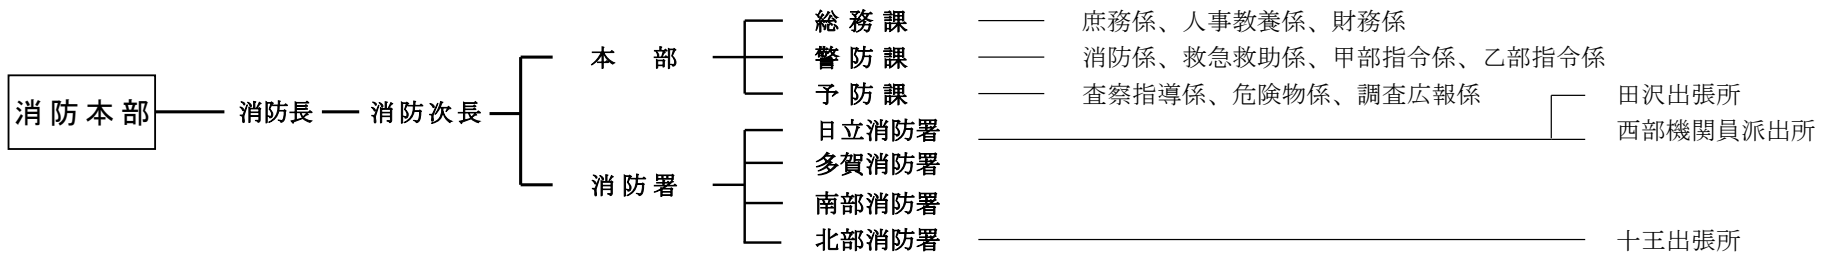 総務課 庶務係、人事教養係、財務係
本部 警防課 消防係、救急救助係、甲部指令係、乙部指令係
予防課 査察指導係、危険物係、調査広報係 田沢出張所
消防本部 消防長 消防次長
日立消防署 西部機関員派出所
多賀消防署
消防署
南部消防署
北部消防署 十王出張所